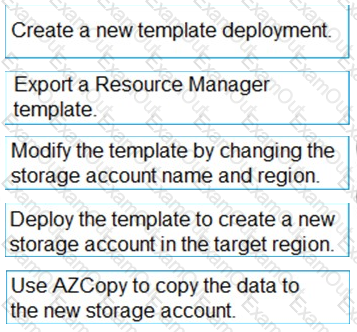 Create a new template deployment.
Export a Resource Manager
template.
Modify the template by changing the
storage account name and region.
Deploy the template to create a new
storage account in the target region.
Use AZCopy to copy the data to
the new storage account.